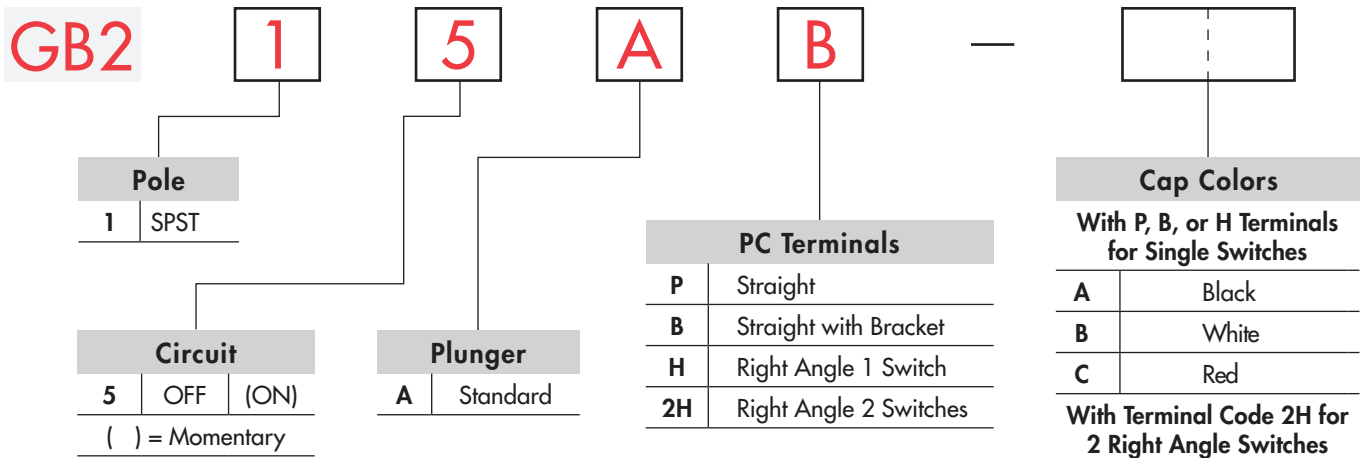 GB2 1 5 A B —
Pole
1 SPST
Circuit
5 OFF (ON)
( ) = Momentary
Plunger
A Standard
PC Terminals
P Straight
B Straight with Bracket
H Right Angle 1 Switch
2H Right Angle 2 Switches
Cap Colors
With P, B, or H Terminals
for Single Switches
A Black
B White
C Red
With Terminal Code 2H for
2 Right Angle Switches